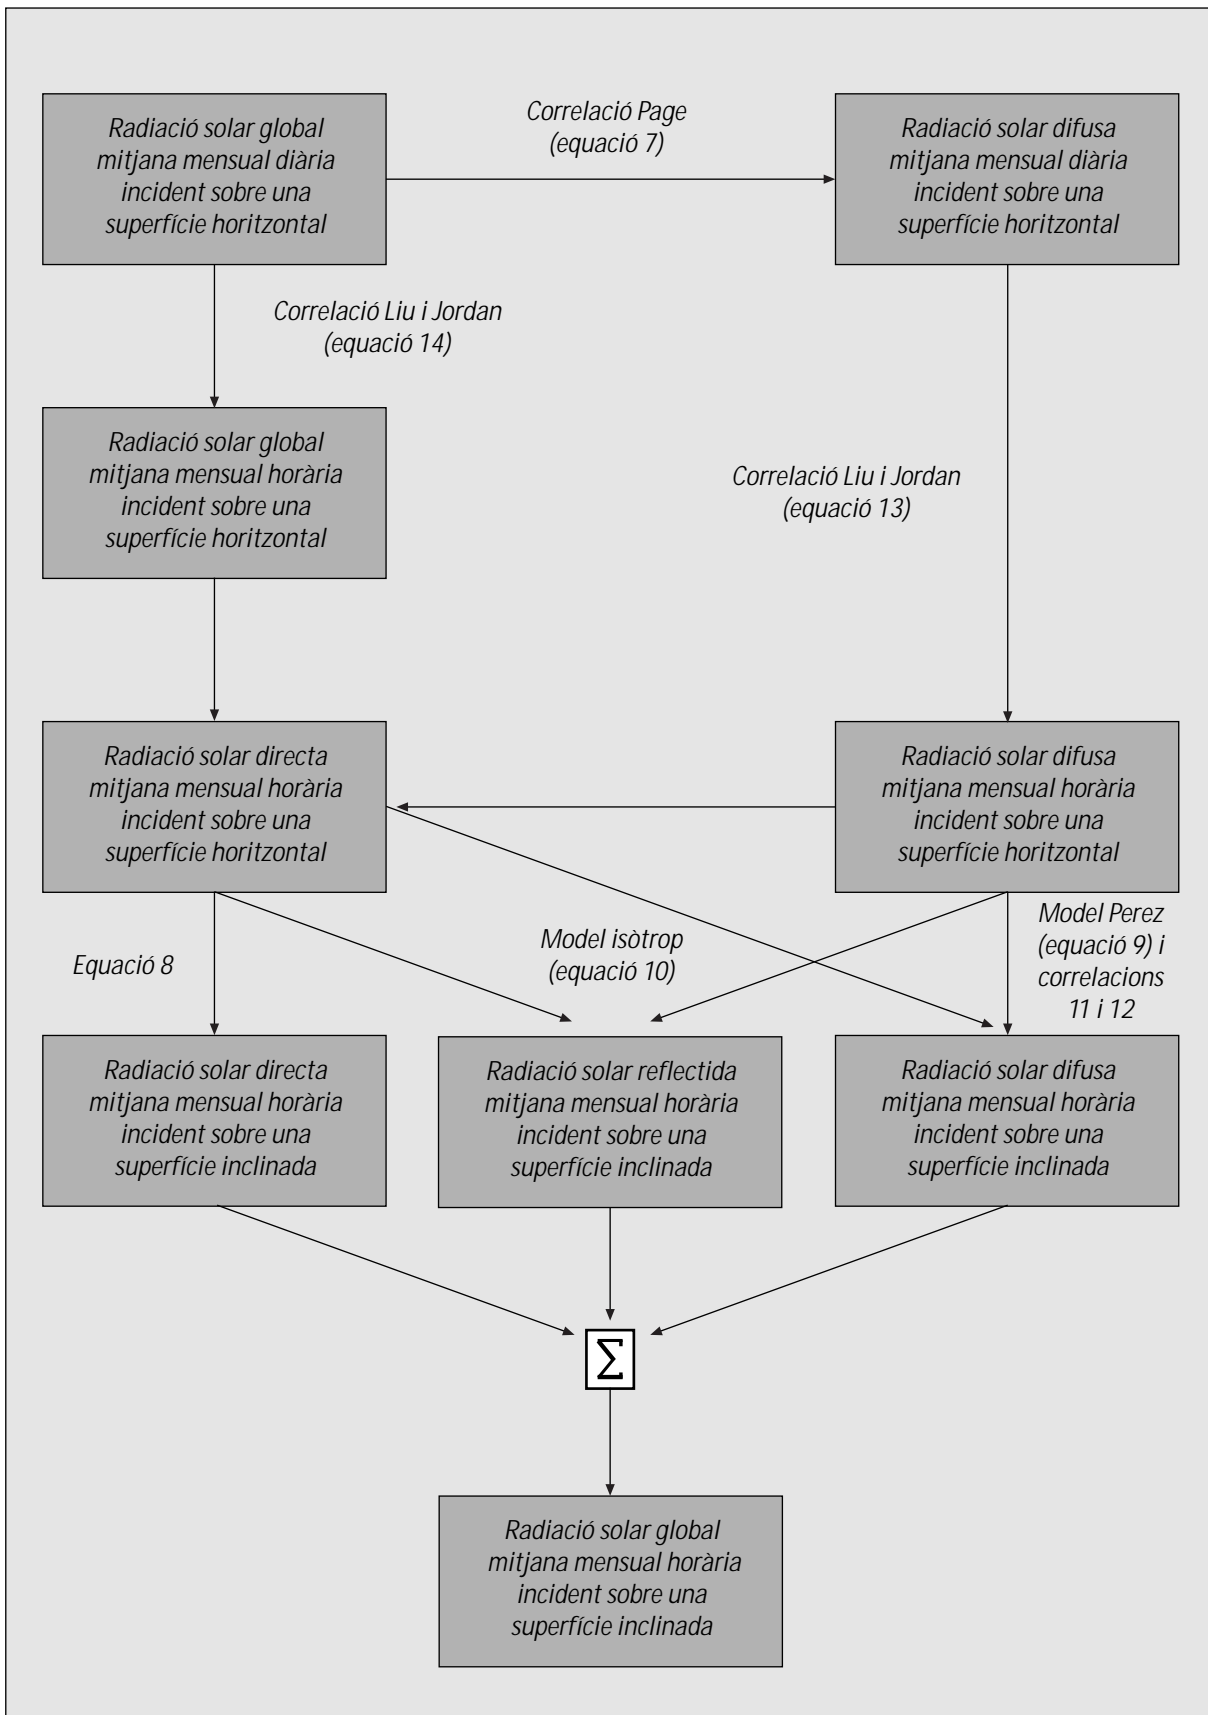 Radiació solar global
mitjana mensual diària
incident sobre una
superfície horitzontal
Correlació Page
(equació 7)
Radiació solar difusa
mitjana mensual diària
incident sobre una
superfície horitzontal
Correlació Liu i Jordan
(equació 14)
Radiació solar global
mitjana mensual horària
incident sobre una
superfície horitzontal
Correlació Liu i Jordan
(equació 13)
Radiació solar directa
mitjana mensual horària
incident sobre una
superfície horitzontal
Radiació solar difusa
mitjana mensual horària
incident sobre una
superfície horitzontal
Equació 8
Model isòtrop
(equació 10)
Model Perez
(equació 9) i
correlacions
11 i 12
Radiació solar directa
mitjana mensual horària
incident sobre una
superfície inclinada
Radiació solar reflectida
mitjana mensual horària
incident sobre una
superfície inclinada
Radiació solar difusa
mitjana mensual horària
incident sobre una
superfície inclinada
Σ
Radiació solar global
mitjana mensual horària
incident sobre una
superfície inclinada